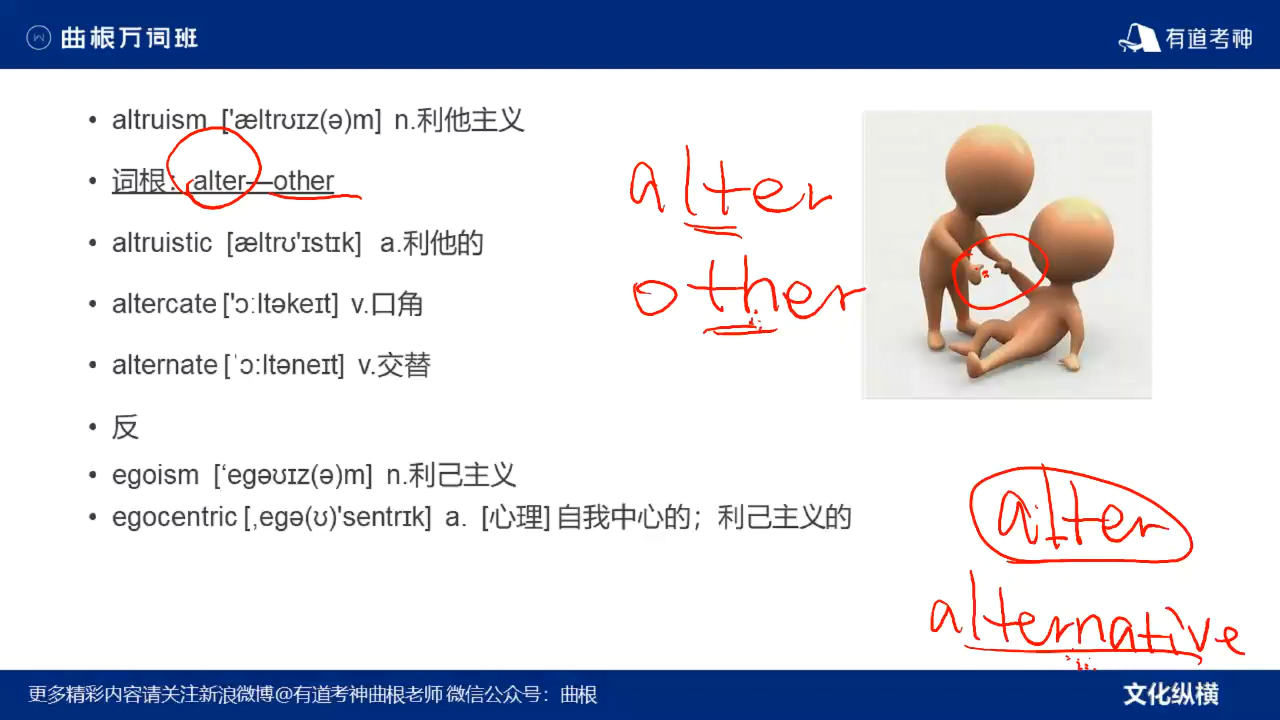 曲根万词班
有道考神
altruism ['æltrʊɪz(ə)m] n.利他主义
词根：alter—other
altruistic [æltrʊ'ɪstɪk] a.利他的
altercate ['ɔːltəkeɪt] v.口角
alternate [ˈɔːltəneɪt] v.交替
反
egoism [‘egəʊɪz(ə)m] n.利己主义
egocentric [ˌegə(ʊ)'sentrɪk] a. [心理] 自我中心的；利己主义的
alter
other
alter
alternative
更多精彩内容请关注新浪微博@有道考神曲根老师 微信公众号：曲根
文化纵横